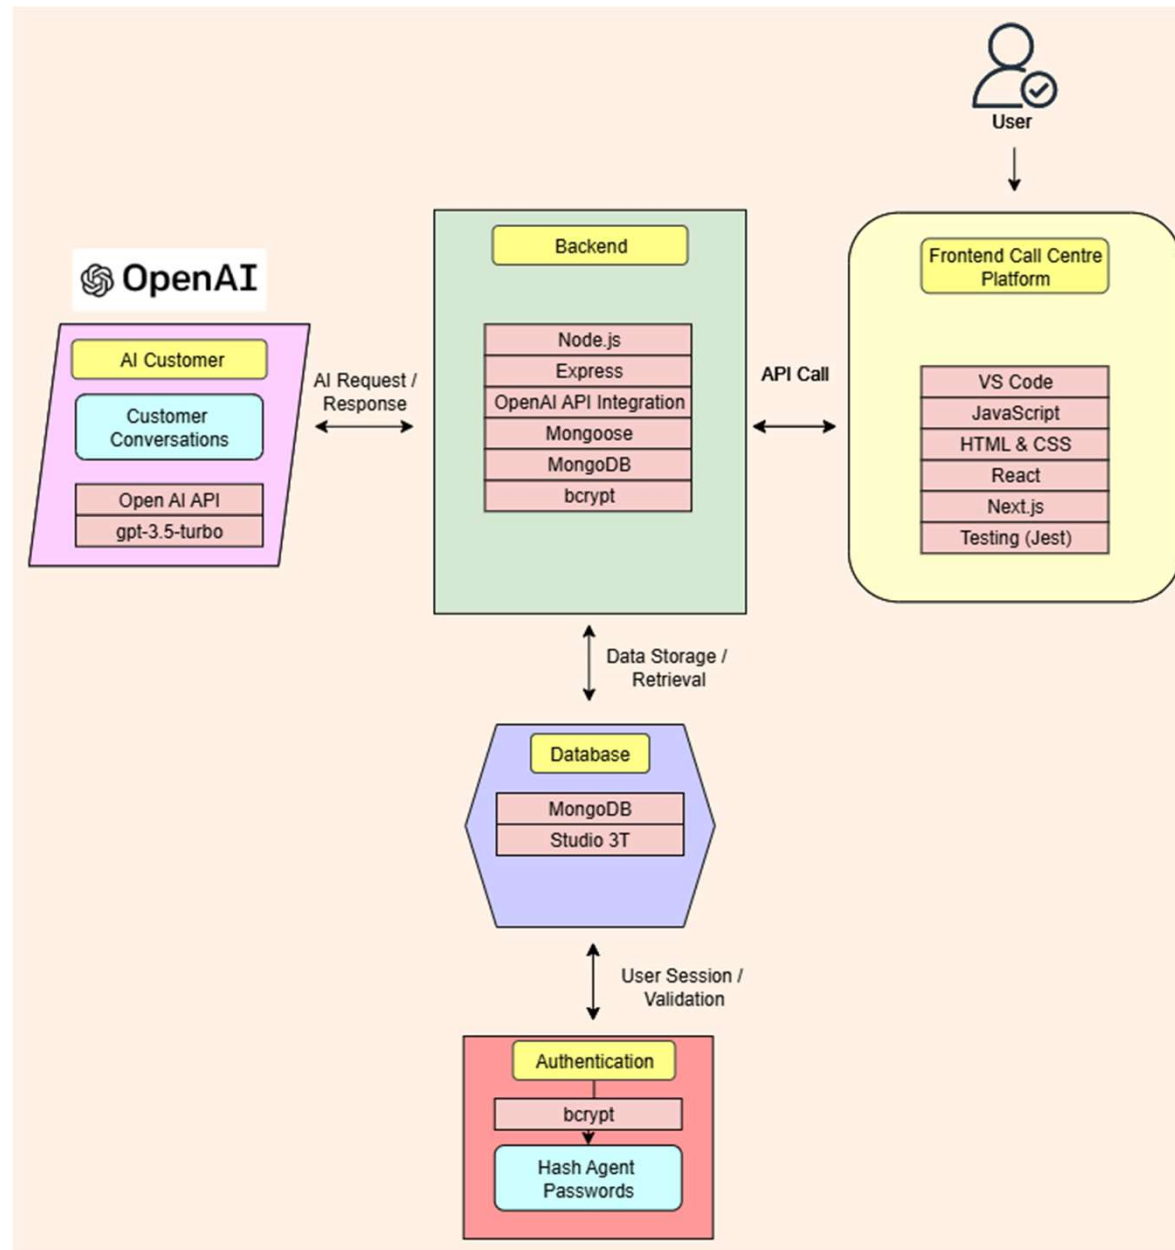 User
Frontend Call Centre
Platform
VS Code
JavaScript
HTML & CSS
React
Next.js
Testing (Jest)
API Call
Backend
Node.js
Express
OpenAI API Integration
Mongoose
MongoDB
bcrypt
AI Request /
Response
OpenAI
AI Customer
Customer
Conversations
Open AI API
gpt-3.5-turbo
Data Storage /
Retrieval
Database
MongoDB
Studio 3T
User Session /
Validation
Authentication
bcrypt
Hash Agent
Passwords